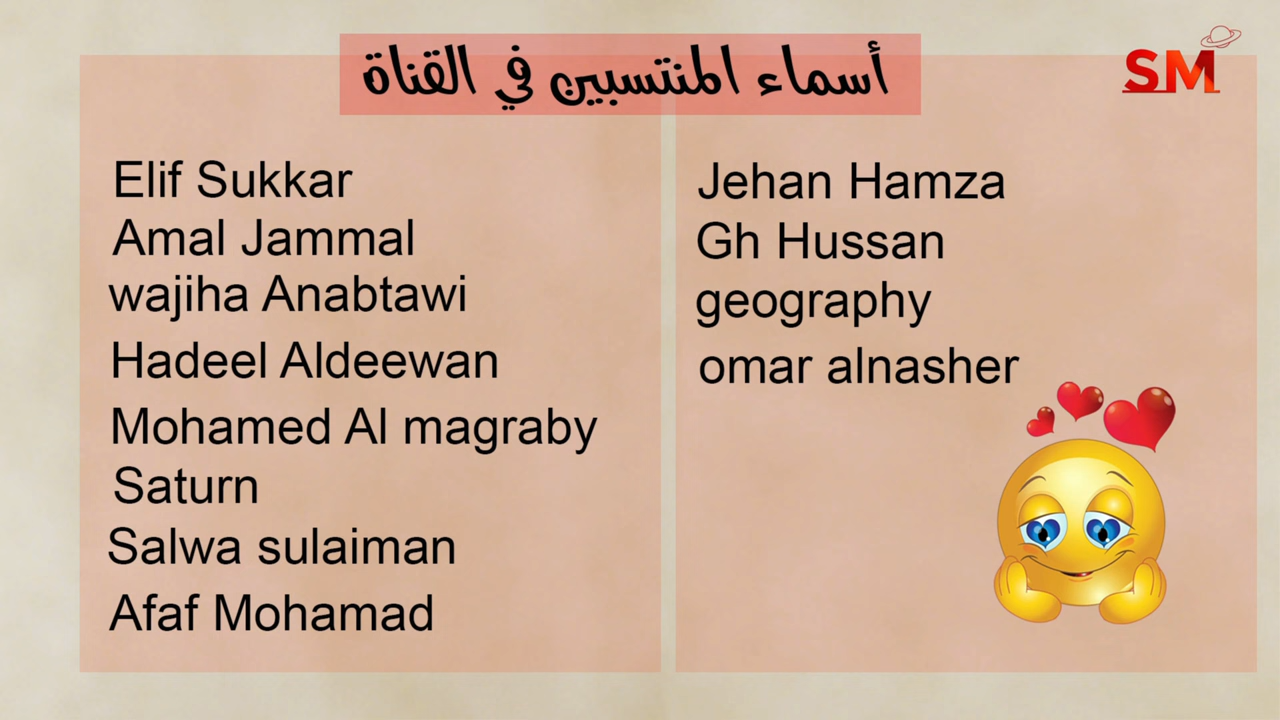 أسماء المنتسبين في القناة
SM
Elif Sukkar
Amal Jammal
wajiha Anabtawi
Hadeel Aldeewan
Mohamed Al magraby
Saturn
Salwa sulaiman
Afaf Mohamad
Jehan Hamza
Gh Hussan
geography
omar alnasher